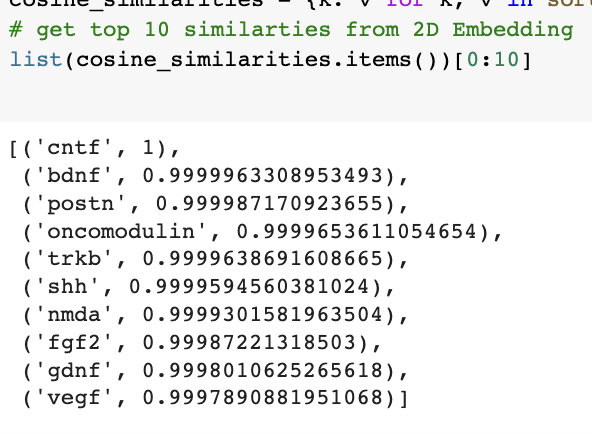 cosine_similarities = {k: v for k, v in sor
# get top 10 similarties from 2D Embedding
list(cosine_similarities.items())[0:10]
[('cntf', 1),
('bdnf', 0.9999963308953493),
('postn', 0.999987170923655),
('oncomodulin', 0.9999653611054654),
('trkb', 0.9999638691608665),
('shh', 0.9999594560381024),
('nmda', 0.9999301581963504),
('fgf2', 0.99987221318503),
('gdnf', 0.9998010625265618),
('vegf', 0.9997890881951068)]